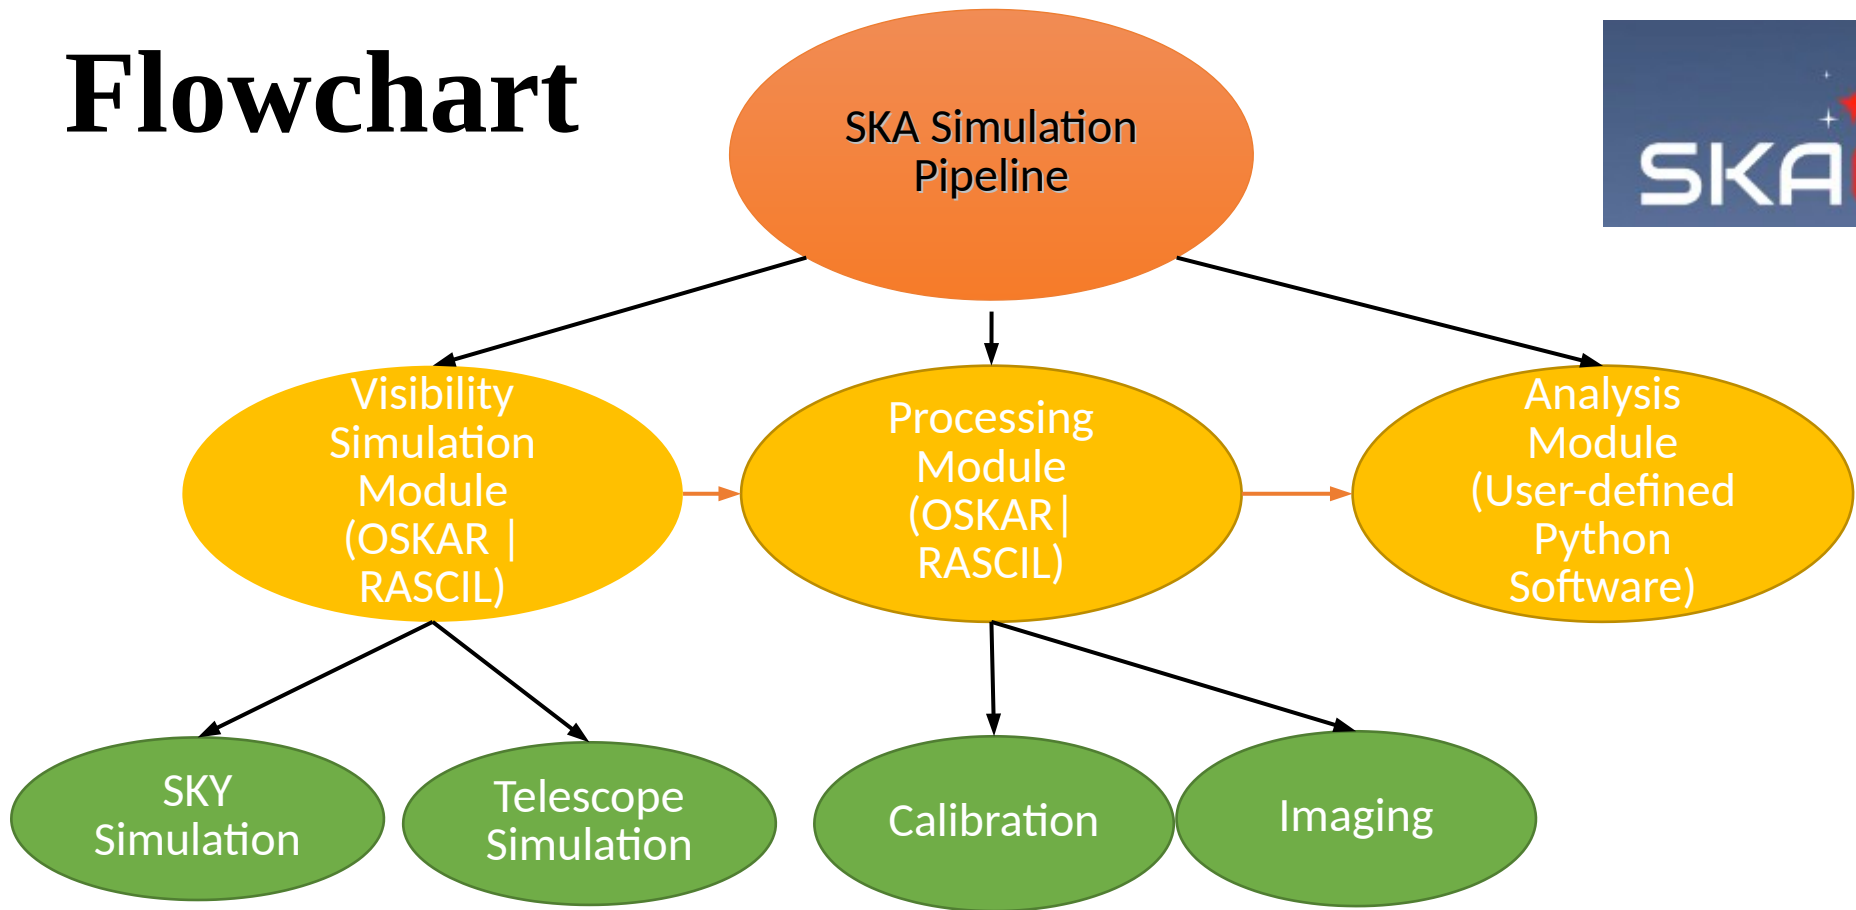 Flowchart
SKA Simulation
Pipeline
SKA
Visibility
Simulation
Module
(OSKAR |
RASCIL)
Processing
Module
(OSKAR|
RASCIL)
Analysis
Module
(User-defined
Python
Software)
SKY
Simulation
Telescope
Simulation
Calibration
Imaging